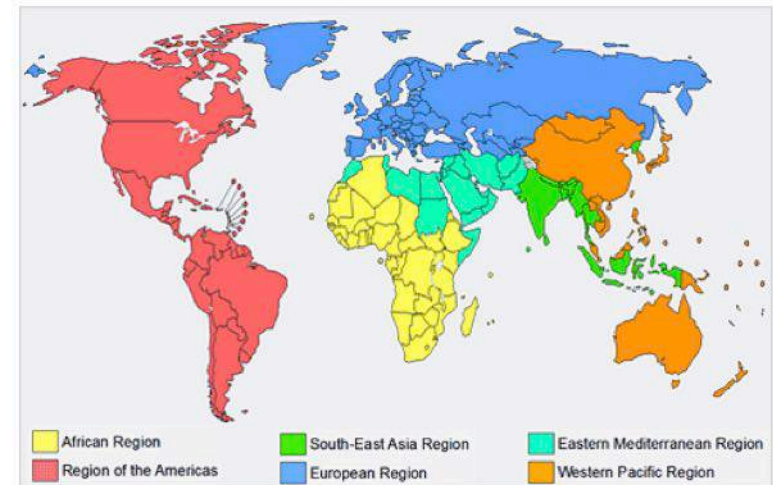 African Region
South-East Asia Region
Eastern Mediterranean Region
Region of the Americas
European Region
Western Pacific Region